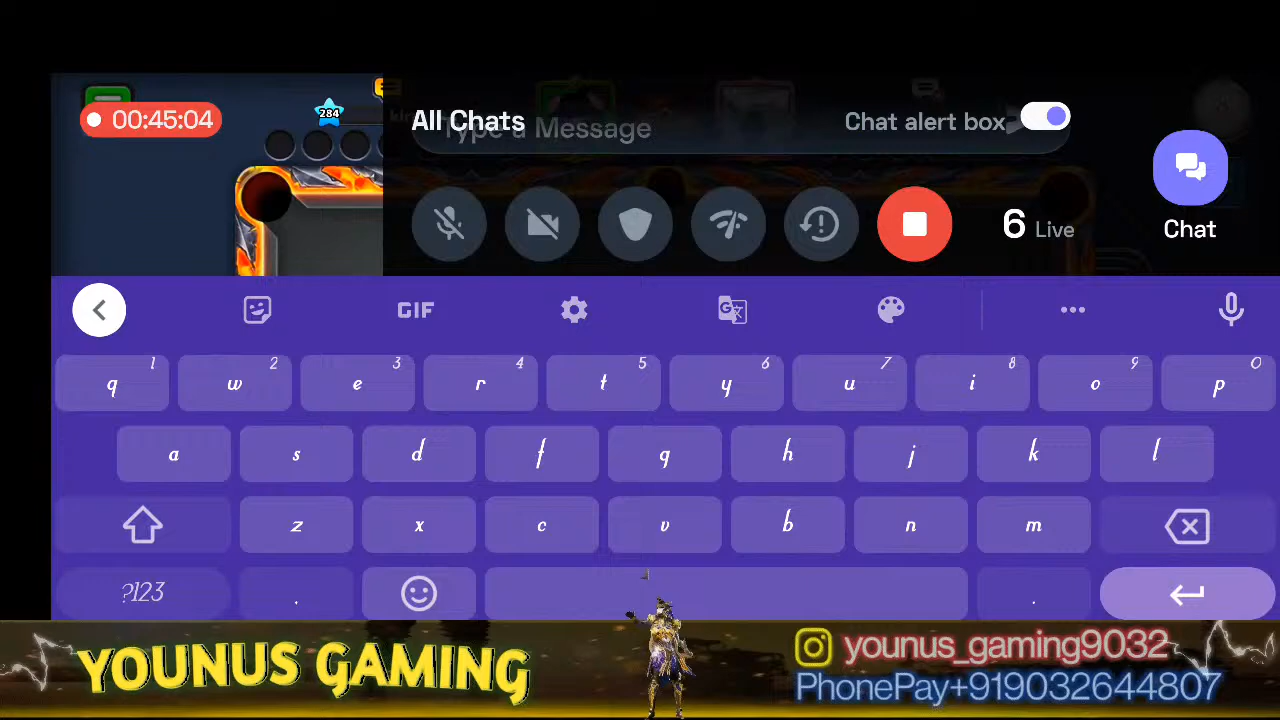 00:45:04
284
All Chats
Type a Message
Chat alert box
6 Live
Chat
GIF
q 1 w 2 e 3 r 4 t 5 y 6 u 7 i 8 o 9 p 0
a s d f g h j k l
z x c v b n m
?123 , .
YOUNUS GAMING
younus_gaming9032
PhonePay+919032644807